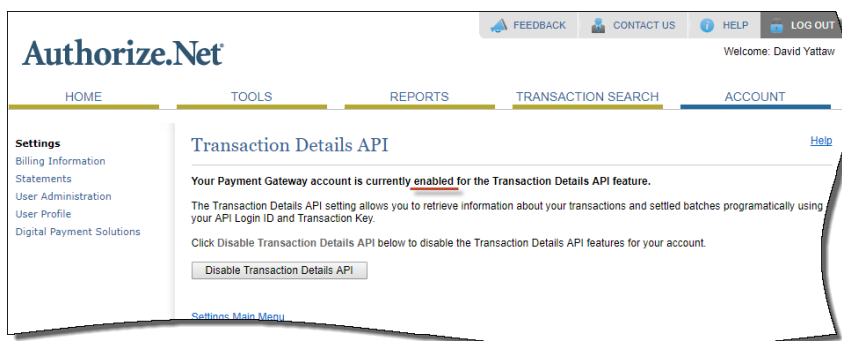 FEEDBACK CONTACT US HELP LOG OUT
Authorize.Net
Welcome: David Yattaw
HOME TOOLS REPORTS TRANSACTION SEARCH ACCOUNT
Settings
Billing Information
Statements
User Administration
User Profile
Digital Payment Solutions
Transaction Details API
Help
Your Payment Gateway account is currently enabled for the Transaction Details API feature.
The Transaction Details API setting allows you to retrieve information about your transactions and settled batches programatically using
your API Login ID and Transaction Key.
Click Disable Transaction Details API below to disable the Transaction Details API features for your account.
Disable Transaction Details API
Settings Main Menu